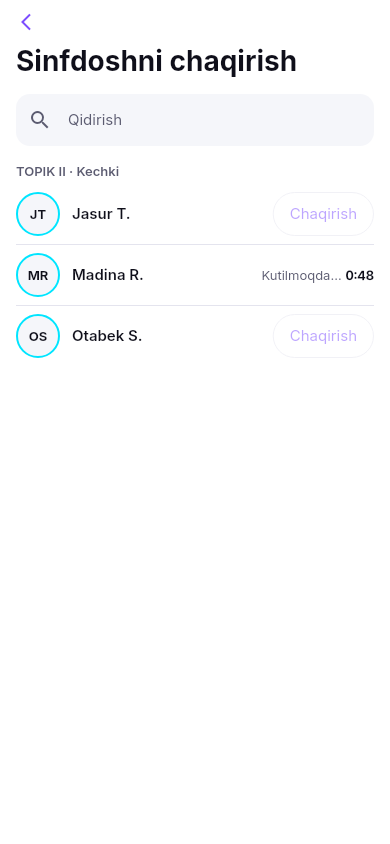 Sinfdoshni chaqirish
Qidirish
TOPIK II · Kechki
JT Jasur T. Chaqirish
MR Madina R. Kutilmoqda... 0:48
OS Otabek S. Chaqirish